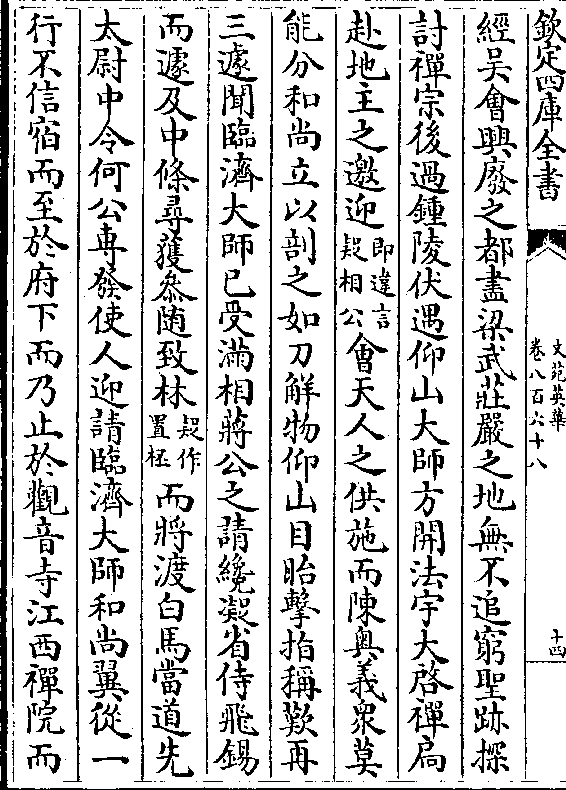 欽定四庫全書
文苑英華
卷八百六十八
十四
經吳會興廢之都盡梁武莊嚴之地無不追窮聖跡探
討禪宗後過鍾陵伏遇仰山大師方開法宇大啓禪扃
赴地主之邀迎即違言疑相公會天人之供施而陳奥義衆莫
能分和尚立以剖之如刀解物仰山目眙擊指稱歎再
三遽聞臨濟大師已受滿相蔣公之請纔凝省侍飛錫
而遽及中條尋獲叅随致林疑作置柸而將渡白馬當道先
太尉中令何公専發使人迎請臨濟大師和尚翼從一
行不信宿而至於府下而乃止於觀音寺江西禪院而